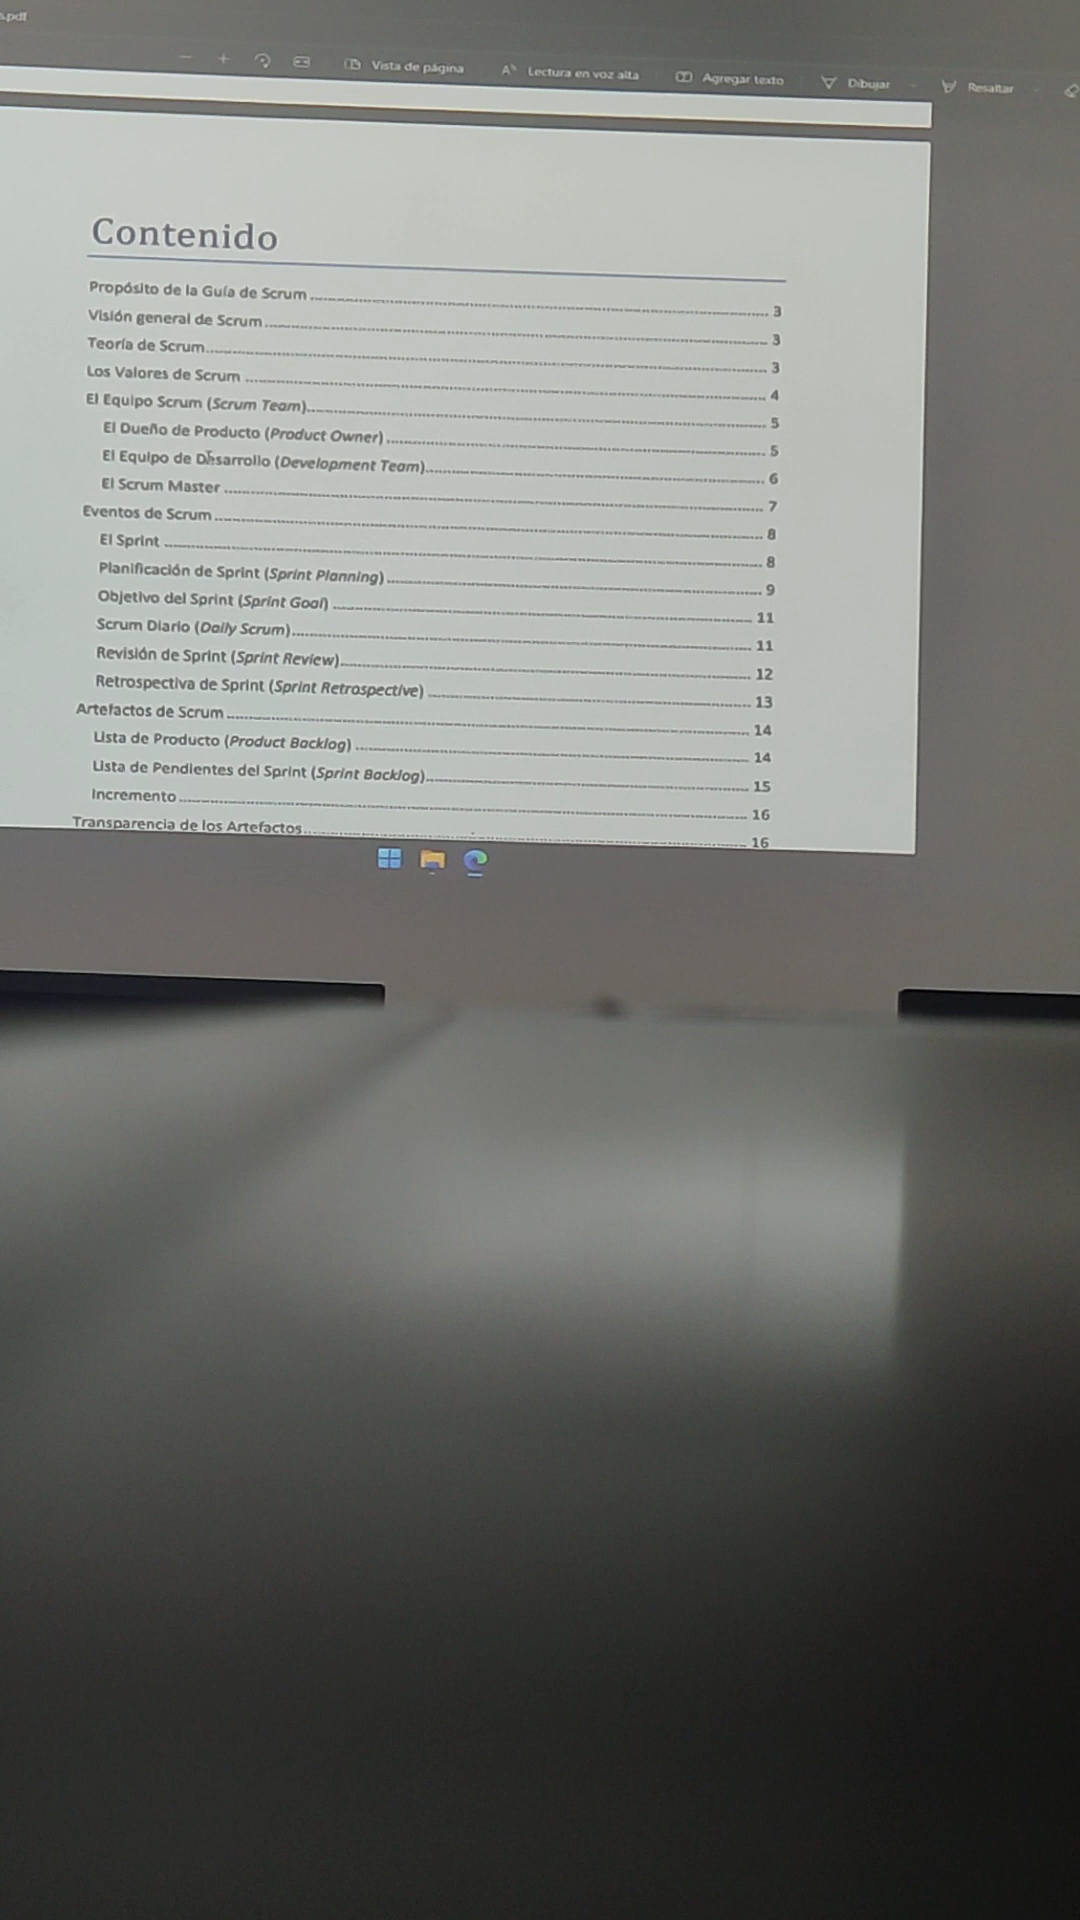 .pdf
Vista de página
Lectura en voz alta
Agregar texto
Dibujar
Resaltar
Contenido
Propósito de la Guía de Scrum 3
Visión general de Scrum 3
Teoría de Scrum 3
Los Valores de Scrum 4
El Equipo Scrum (Scrum Team) 5
El Dueño de Producto (Product Owner) 5
El Equipo de Desarrollo (Development Team) 6
El Scrum Master 7
Eventos de Scrum 8
El Sprint 8
Planificación de Sprint (Sprint Planning) 9
Objetivo del Sprint (Sprint Goal) 11
Scrum Diario (Daily Scrum) 11
Revisión de Sprint (Sprint Review) 12
Retrospectiva de Sprint (Sprint Retrospective) 13
Artefactos de Scrum 14
Lista de Producto (Product Backlog) 14
Lista de Pendientes del Sprint (Sprint Backlog) 15
Incremento 16
Transparencia de los Artefactos 16